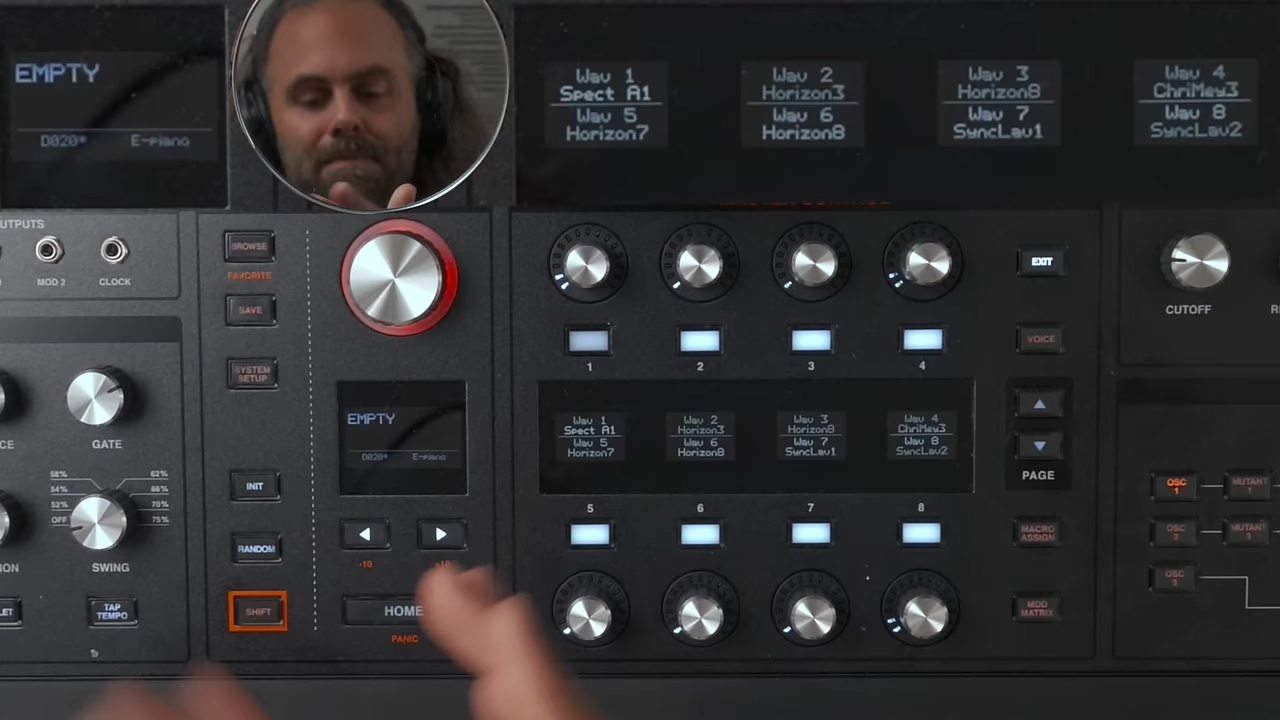 EMPTY
D020* E-piano
Wav 1
Spect A1
Wav 5
Horizon7
Wav 2
Horizon3
Wav 6
Horizon8
Wav 3
Horizon8
Wav 7
SyncLav1
Wav 4
ChriMey3
Wav 8
SyncLav2
UTPUTS
MOD 2
CLOCK
BROWSE
FAVORITE
SAVE
SYSTEM
SETUP
EXIT
CUTOFF
VOICE
1
2
3
4
CE
GATE
EMPTY
D020* E-piano
Wav 1
Spect A1
Wav 5
Horizon7
Wav 2
Horizon3
Wav 6
Horizon8
Wav 3
Horizon8
Wav 7
SyncLav1
Wav 4
ChriMey3
Wav 8
SyncLav2
PAGE
58%
54%
52%
OFF
62%
66%
70%
75%
ION
SWING
INIT
RANDOM
-10
+10
5
6
7
8
MACRO
ASSIGN
OSC
1
MUTANT
1
OSC
2
MUTANT
3
OSC
3
LET
TAP
TEMPO
SHIFT
HOME
PANIC
MOD
MATRIX